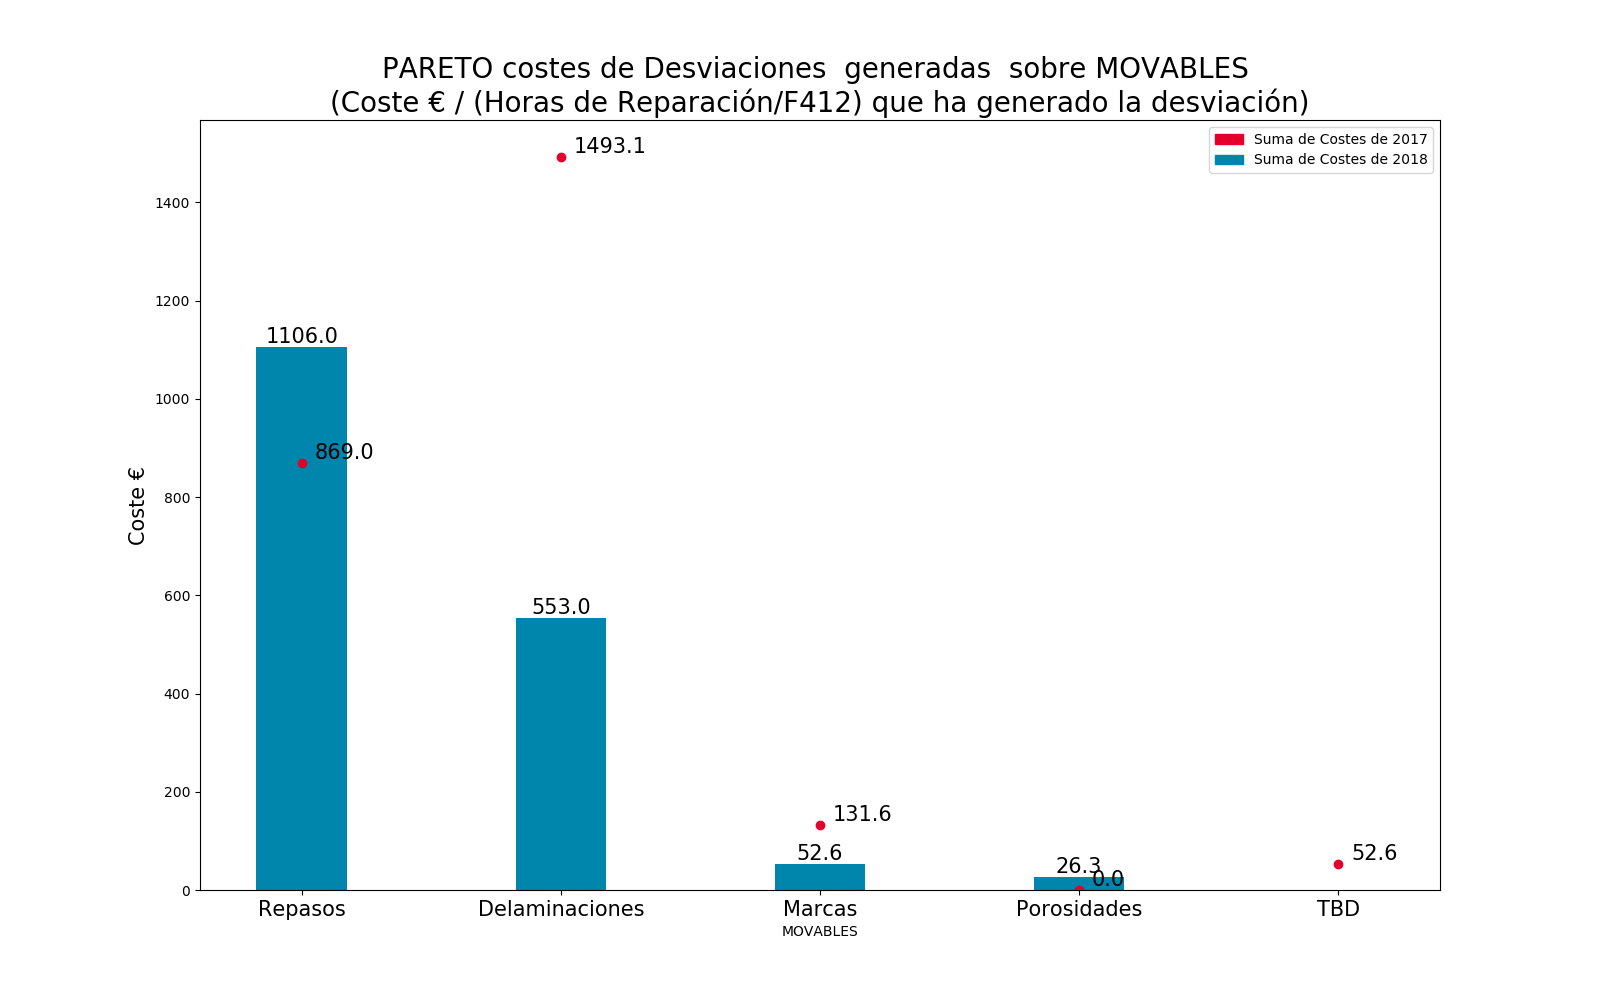 PARETO costes de Desviaciones  generadas  sobre MOVABLES
(Coste € / (Horas de Reparación/F412) que ha generado la desviación)
Suma de Costes de 2017
Suma de Costes de 2018
Coste €
1400
1200
1000
800
600
400
200
0
1106.0
869.0
1493.1
553.0
131.6
52.6
26.3
0.0
52.6
Repasos
Delaminaciones
Marcas
Porosidades
TBD
MOVABLES